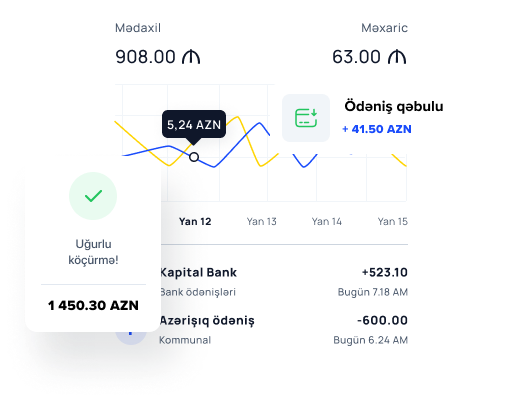 Mədaxil
Məxaric
908.00 ₼
63.00 ₼
Ödəniş qəbulu
+ 41.50 AZN
5,24 AZN
Yan 12
Yan 13
Yan 14
Yan 15
Uğurlu
köçürmə!
1 450.30 AZN
Kapital Bank
+523.10
Bank ödənişləri
Bugün 7.18 AM
Azərişıq ödəniş
-600.00
Kommunal
Bugün 6.24 AM